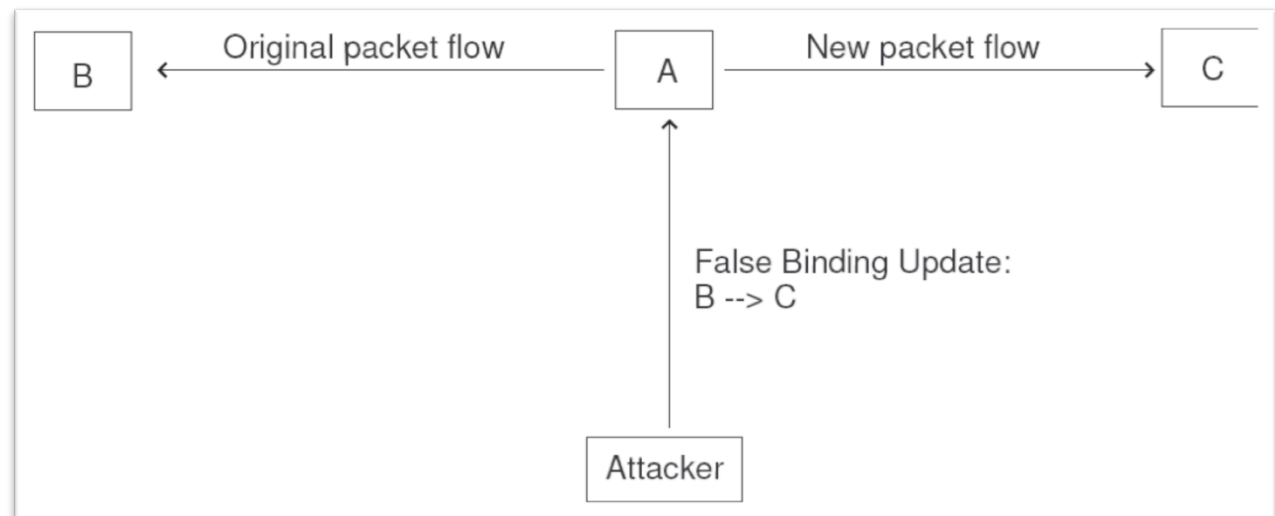 B
Original packet flow
A
New packet flow
C
False Binding Update:
B --> C
Attacker